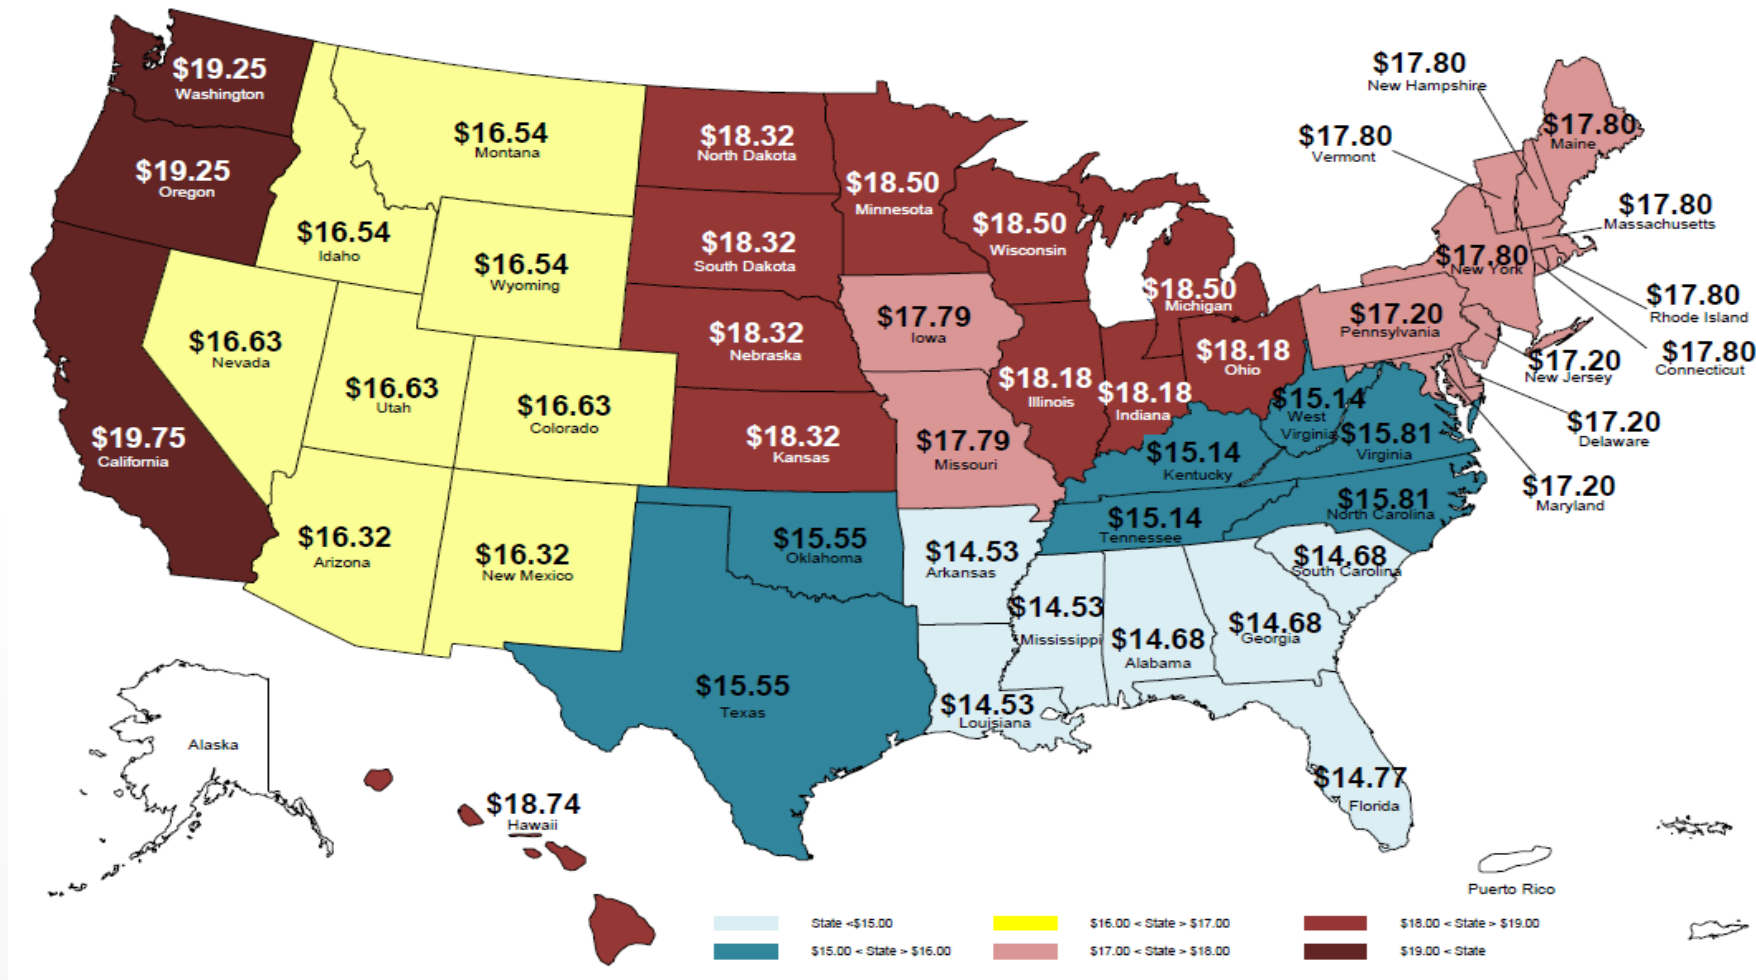 $19.25
Washington
$19.25
Oregon
$19.75
California
$16.54
Montana
$16.54
Idaho
$16.54
Wyoming
$16.63
Nevada
$16.63
Utah
$16.63
Colorado
$16.32
Arizona
$16.32
New Mexico
$18.32
North Dakota
$18.32
South Dakota
$18.32
Nebraska
$18.32
Kansas
$15.55
Oklahoma
$15.55
Texas
$18.50
Minnesota
$18.50
Wisconsin
$18.50
Michigan
$17.79
Iowa
$17.79
Missouri
$18.18
Illinois
$18.18
Indiana
$18.18
Ohio
$15.14
West
Virginia
$15.81
Virginia
$15.14
Kentucky
$15.14
Tennessee
$15.81
North Carolina
$14.53
Arkansas
$14.53
Mississippi
$14.53
Louisiana
$14.68
Alabama
$14.68
Georgia
$14.68
South Carolina
$14.77
Florida
$17.80
New Hampshire
$17.80
Vermont
$17.80
Maine
$17.80
Massachusetts
$17.80
New York
$17.80
Rhode Island
$17.80
Connecticut
$17.20
Pennsylvania
$17.20
New Jersey
$17.20
Delaware
$17.20
Maryland
Alaska
$18.74
Hawaii
Puerto Rico
State <$15.00
$15.00 < State > $16.00
$16.00 < State > $17.00
$17.00 < State > $18.00
$18.00 < State > $19.00
$19.00 < State